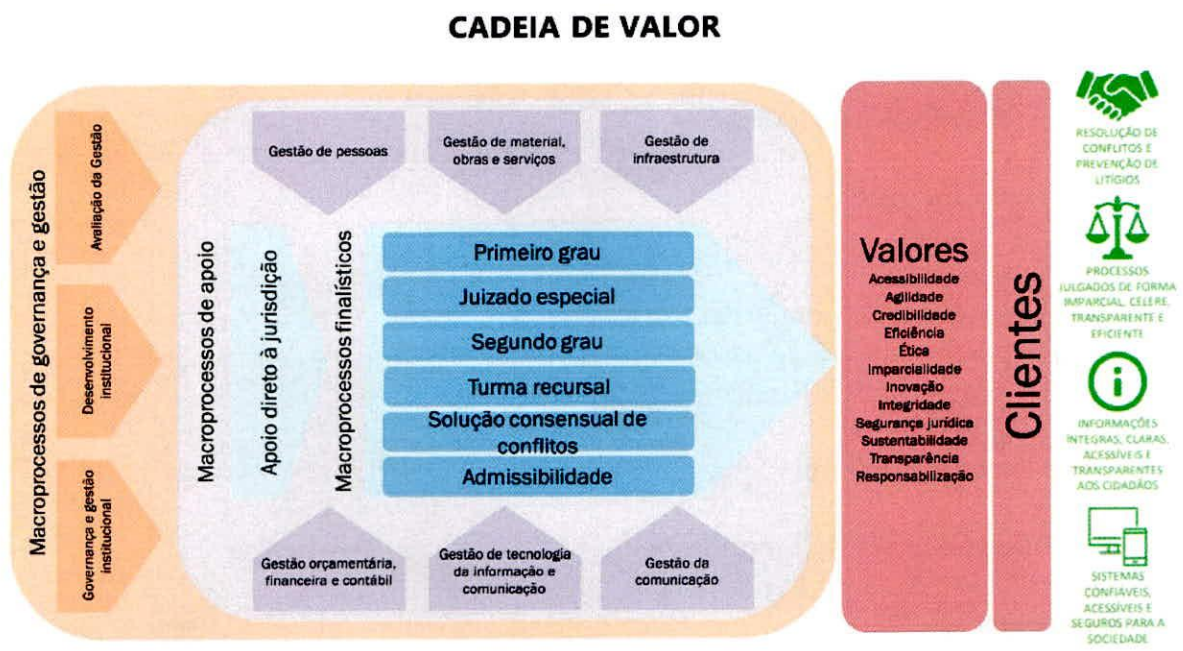 CADEIA DE VALOR
Macroprocessos de governança e gestão
Avaliação da Gestão
Desenvolvimento
institucional
Governança e gestão
institucional
Macroprocessos de apoio
Gestão de pessoas
Gestão de material,
obras e serviços
Gestão de
infraestrutura
Apoio direto à jurisdição
Macroprocessos finalísticos
Primeiro grau
Juizado especial
Segundo grau
Turma recursal
Solução consensual de
conflitos
Admissibilidade
Gestão orçamentária,
financeira e contábil
Gestão de tecnologia
da informação e
comunicação
Gestão da
comunicação
Valores
Acessibilidade
Agilidade
Credibilidade
Eficiência
Ética
Imparcialidade
Inovação
Integridade
Segurança jurídica
Sustentabilidade
Transparência
Responsabilização
Clientes
RESOLUÇÃO DE
CONFLITOS E
PREVENÇÃO DE
LITÍGIOS
PROCESSOS
JULGADOS DE FORMA
IMPARCIAL, CELERE,
TRANSPARENTE E
EFICIENTE
INFORMAÇÕES
ÍNTEGRAS, CLARAS,
ACESSÍVEIS E
TRANSPARENTES
AOS CIDADÃOS
SISTEMAS
CONFIAVEIS,
ACESSÍVEIS E
SEGUROS PARA A
SOCIEDADE